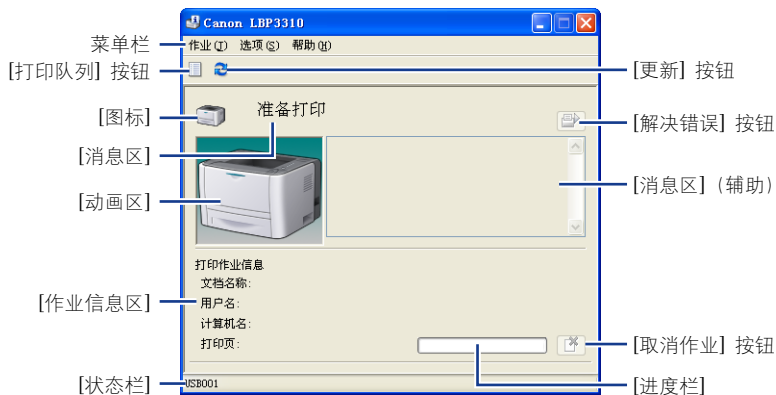 Canon LBP3310
菜单栏
作业(J) 选项(S) 帮助(H)
[打印队列] 按钮
[更新] 按钮
[图标]
准备打印
[解决错误] 按钮
[消息区]
[消息区] (辅助)
[动画区]
打印作业信息
文档名称:
[作业信息区]
用户名:
计算机名:
打印页:
[取消作业] 按钮
[状态栏]
USB001
[进度栏]